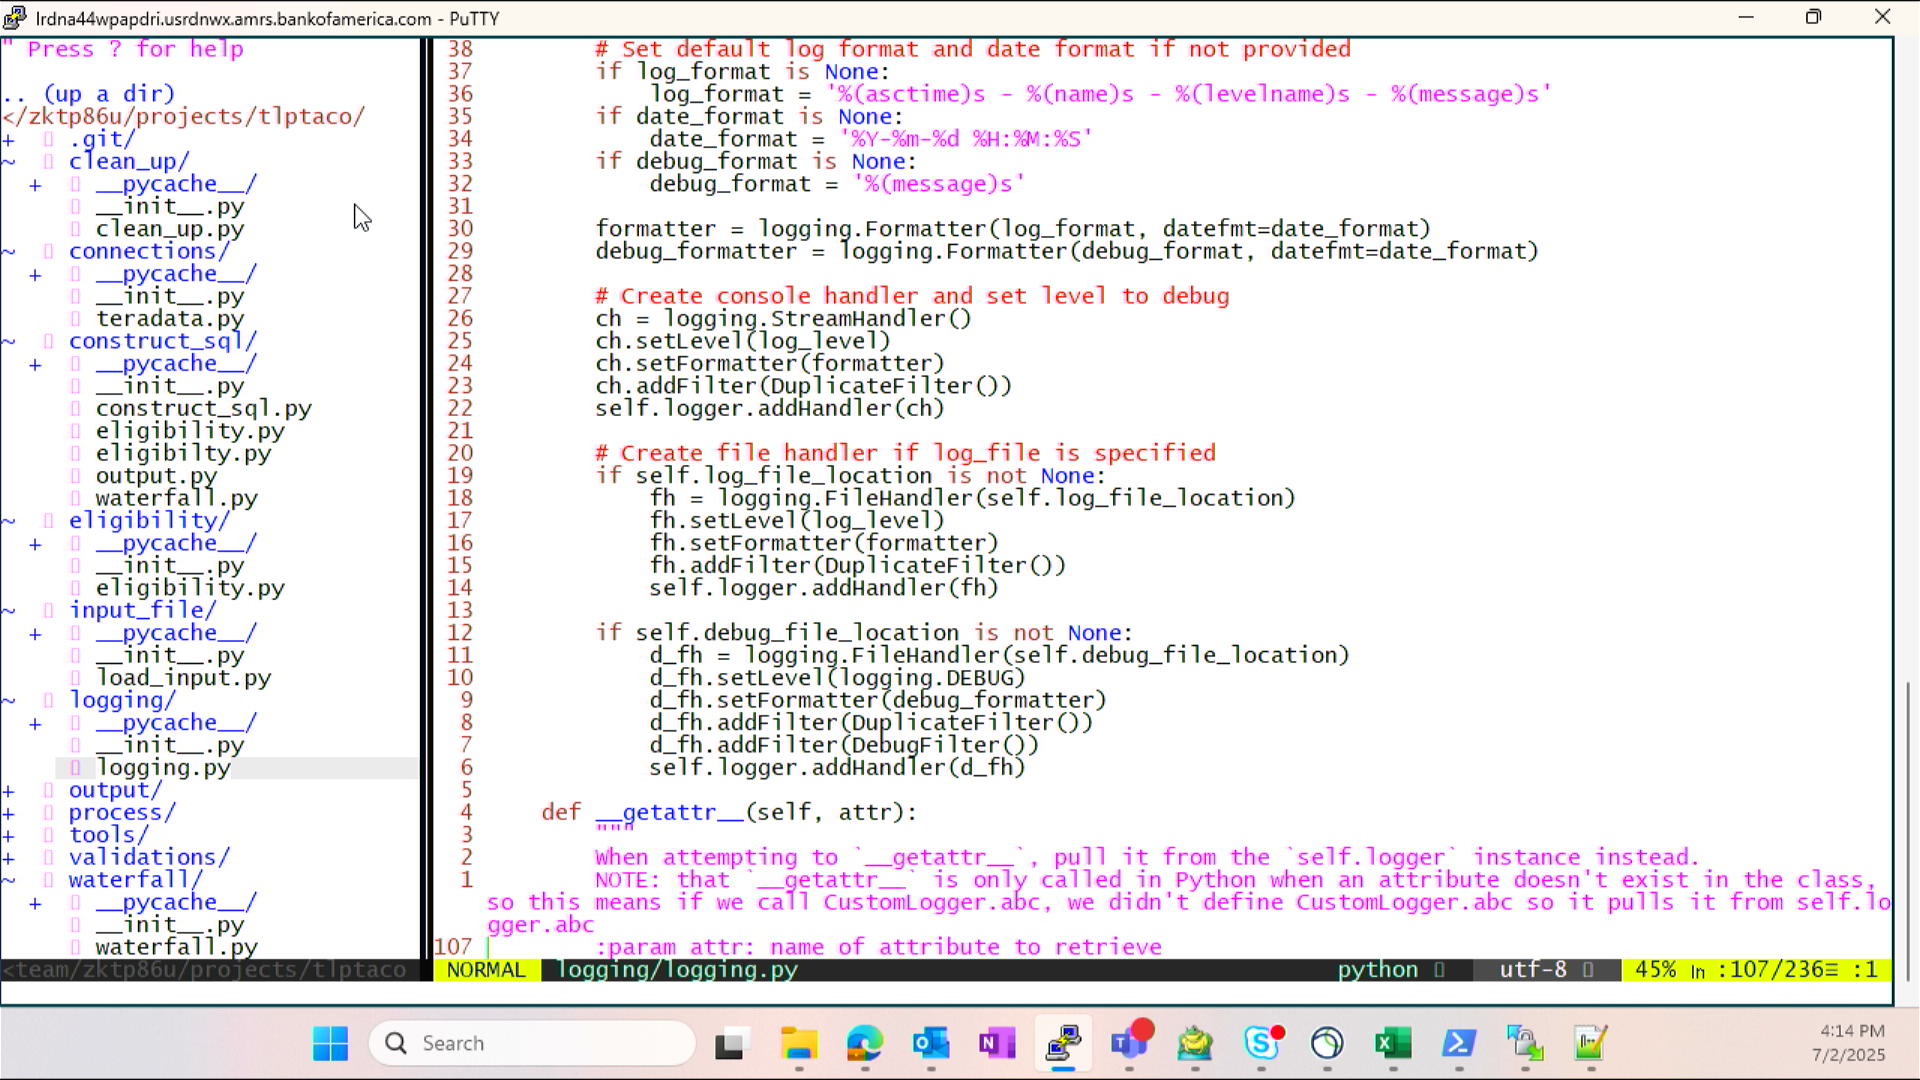 lrdna44wpapdri.usrdnwx.amrs.bankofamerica.com - PuTTY
" Press ? for help
.. (up a dir)
</zktp86u/projects/tlptaco/
+ .git/
~ clean_up/
+ __pycache__/
__init__.py
clean_up.py
~ connections/
+ __pycache__/
__init__.py
teradata.py
~ construct_sql/
+ __pycache__/
__init__.py
construct_sql.py
eligibility.py
eligibilty.py
output.py
waterfall.py
~ eligibility/
+ __pycache__/
__init__.py
eligibility.py
~ input_file/
+ __pycache__/
__init__.py
load_input.py
~ logging/
+ __pycache__/
__init__.py
logging.py
+ output/
+ process/
+ tools/
+ validations/
~ waterfall/
+ __pycache__/
__init__.py
waterfall.py
<team/zktp86u/projects/tlptaco
38 # Set default log format and date format if not provided
37 if log_format is None:
36 log_format = '%(asctime)s - %(name)s - %(levelname)s - %(message)s'
35 if date_format is None:
34 date_format = '%Y-%m-%d %H:%M:%S'
33 if debug_format is None:
32 debug_format = '%(message)s'
31
30 formatter = logging.Formatter(log_format, datefmt=date_format)
29 debug_formatter = logging.Formatter(debug_format, datefmt=date_format)
28
27 # Create console handler and set level to debug
26 ch = logging.StreamHandler()
25 ch.setLevel(log_level)
24 ch.setFormatter(formatter)
23 ch.addFilter(DuplicateFilter())
22 self.logger.addHandler(ch)
21
20 # Create file handler if log_file is specified
19 if self.log_file_location is not None:
18 fh = logging.FileHandler(self.log_file_location)
17 fh.setLevel(log_level)
16 fh.setFormatter(formatter)
15 fh.addFilter(DuplicateFilter())
14 self.logger.addHandler(fh)
13
12 if self.debug_file_location is not None:
11 d_fh = logging.FileHandler(self.debug_file_location)
10 d_fh.setLevel(logging.DEBUG)
9 d_fh.setFormatter(debug_formatter)
8 d_fh.addFilter(DuplicateFilter())
7 d_fh.addFilter(DebugFilter())
6 self.logger.addHandler(d_fh)
5
4 def __getattr__(self, attr):
3 """
2 When attempting to `__getattr__`, pull it from the `self.logger` instance instead.
1 NOTE: that `__getattr__` is only called in Python when an attribute doesn't exist in the class,
so this means if we call CustomLogger.abc, we didn't define CustomLogger.abc so it pulls it from self.lo
gger.abc
107 :param attr: name of attribute to retrieve
NORMAL logging/logging.py python utf-8 45% ln :107/236≡ :1
Search
4:14 PM
7/2/2025